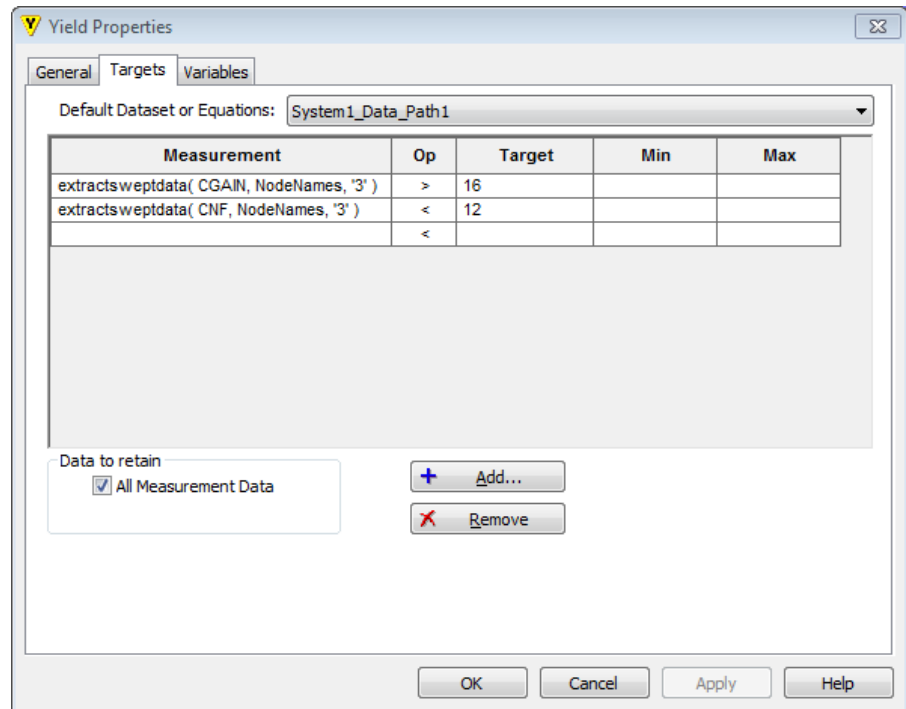 Yield Properties
General Targets Variables
Default Dataset or Equations: System1_Data_Path1
Measurement Op Target Min Max
extractsweptdata( CGAIN, NodeNames, '3' ) > 16
extractsweptdata( CNF, NodeNames, '3' ) < 12
<
Data to retain
All Measurement Data
Add...
Remove
OK Cancel Apply Help